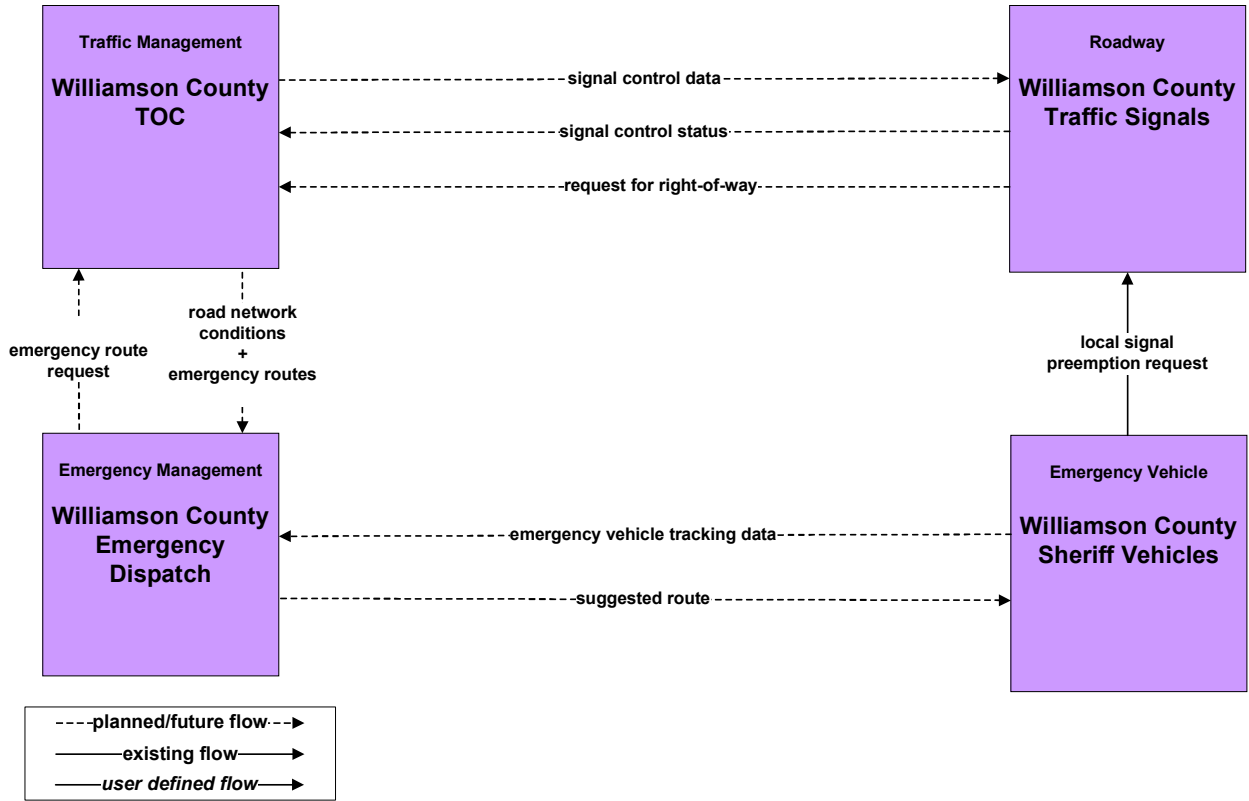 Traffic Management
Williamson County
TOC
Roadway
Williamson County
Traffic Signals
signal control data
signal control status
request for right-of-way
emergency route
request
road network
conditions
+
emergency routes
local signal
preemption request
Emergency Management
Williamson County
Emergency
Dispatch
Emergency Vehicle
Williamson County
Sheriff Vehicles
emergency vehicle tracking data
suggested route
planned/future flow
existing flow
user defined flow